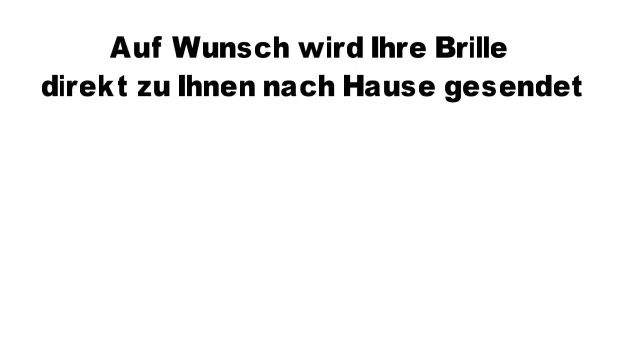 Auf Wunsch wird Ihre Brille
direkt zu Ihnen nach Hause gesendet